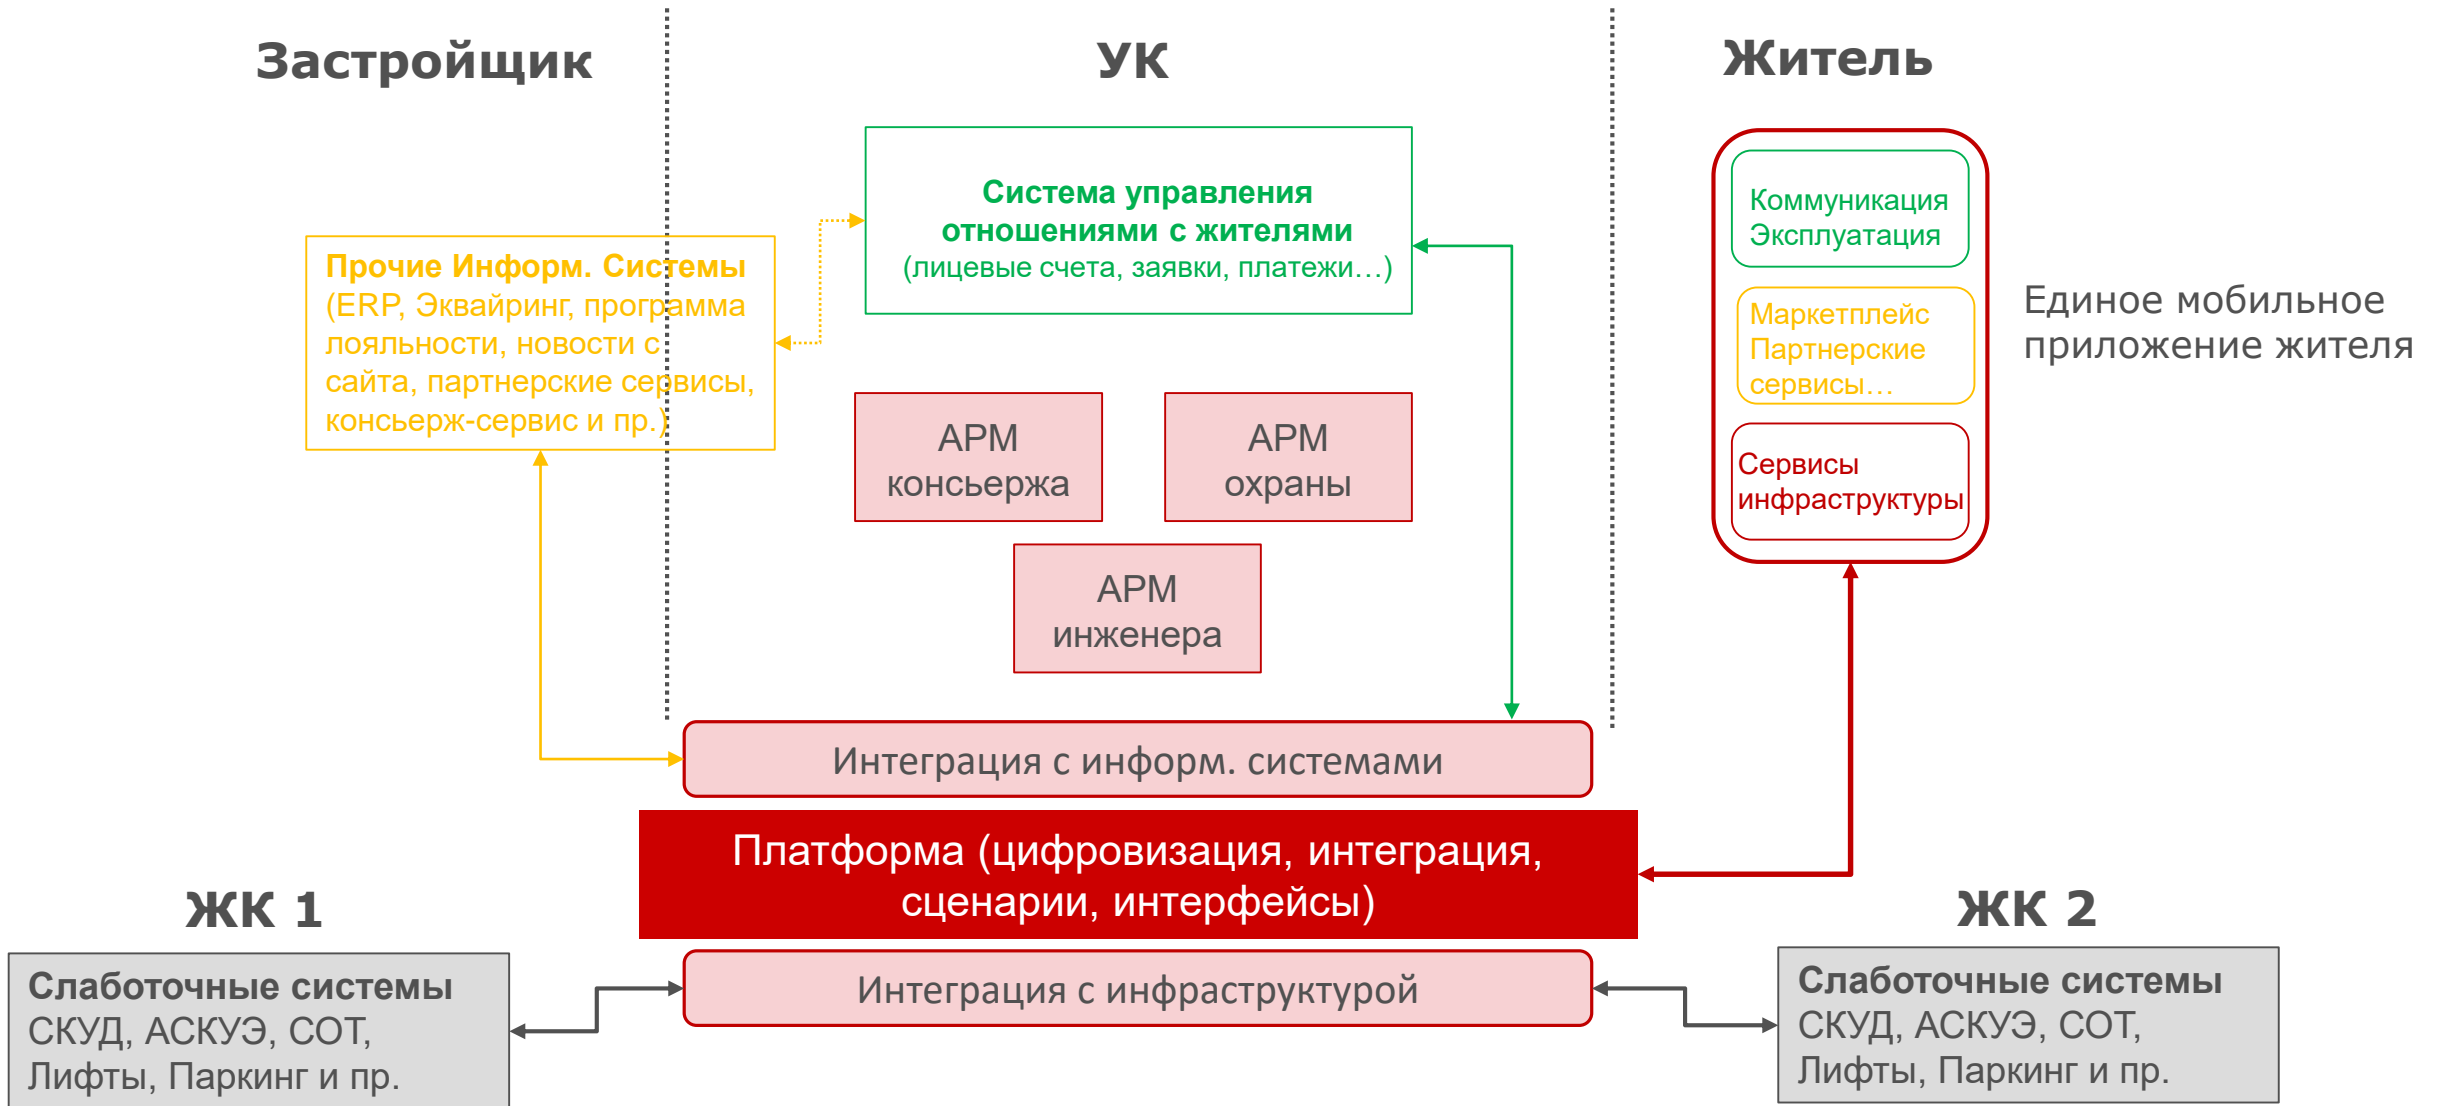 Застройщик
УК
Житель
Система управления
отношениями с жителями
(лицевые счета, заявки, платежи…)
Прочие Информ. Системы
(ERP, Эквайринг, программа
лояльности, новости с
сайта, партнерские сервисы,
консьерж-сервис и пр.)
Коммуникация
Эксплуатация
Маркетплейс
Партнерские
сервисы…
Сервисы
инфраструктуры
Единое мобильное
приложение жителя
АРМ
консьержа
АРМ
охраны
АРМ
инженера
Интеграция с информ. системами
Платформа (цифровизация, интеграция,
сценарии, интерфейсы)
Интеграция с инфраструктурой
ЖК 1
Слаботочные системы
СКУД, АСКУЭ, СОТ,
Лифты, Паркинг и пр.
ЖК 2
Слаботочные системы
СКУД, АСКУЭ, СОТ,
Лифты, Паркинг и пр.